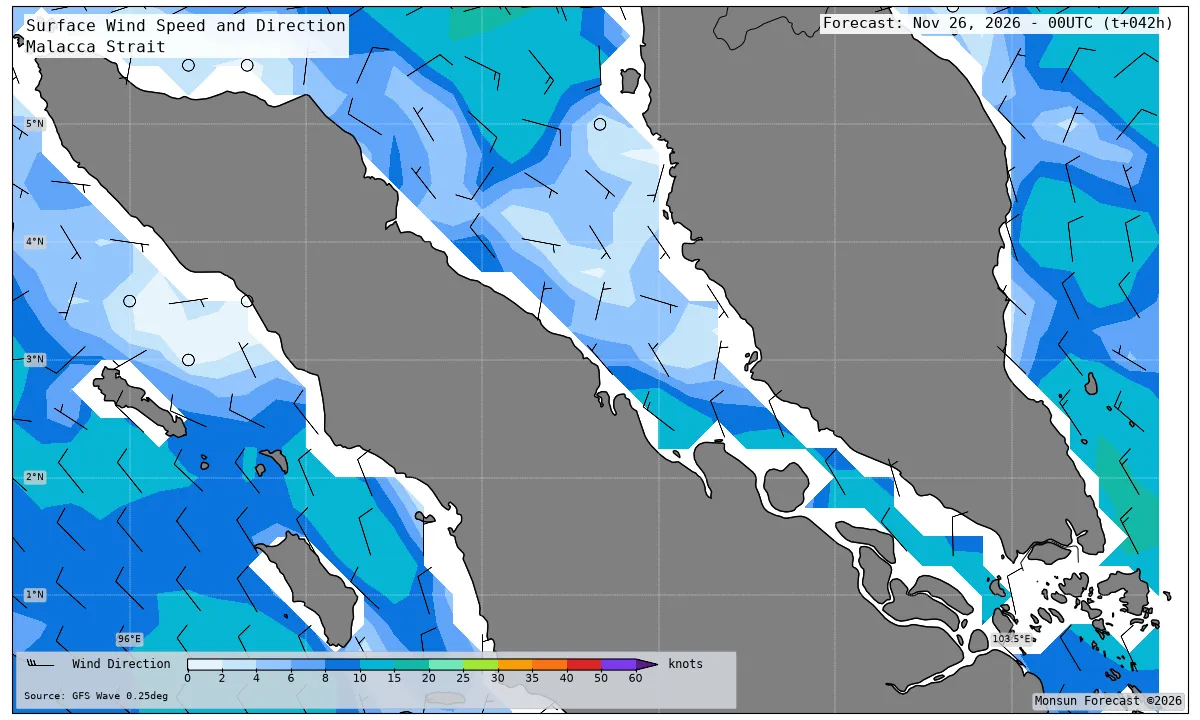 Surface Wind Speed and Direction
Malacca Strait
Forecast: Nov 26, 2026 - 00UTC (t+042h)
5°N
4°N
3°N
2°N
1°N
96°E
103.5°E
Wind Direction
knots
0 2 4 6 8 10 15 20 25 30 35 40 50 60
Source: GFS Wave 0.25deg
Monsun Forecast ©2026